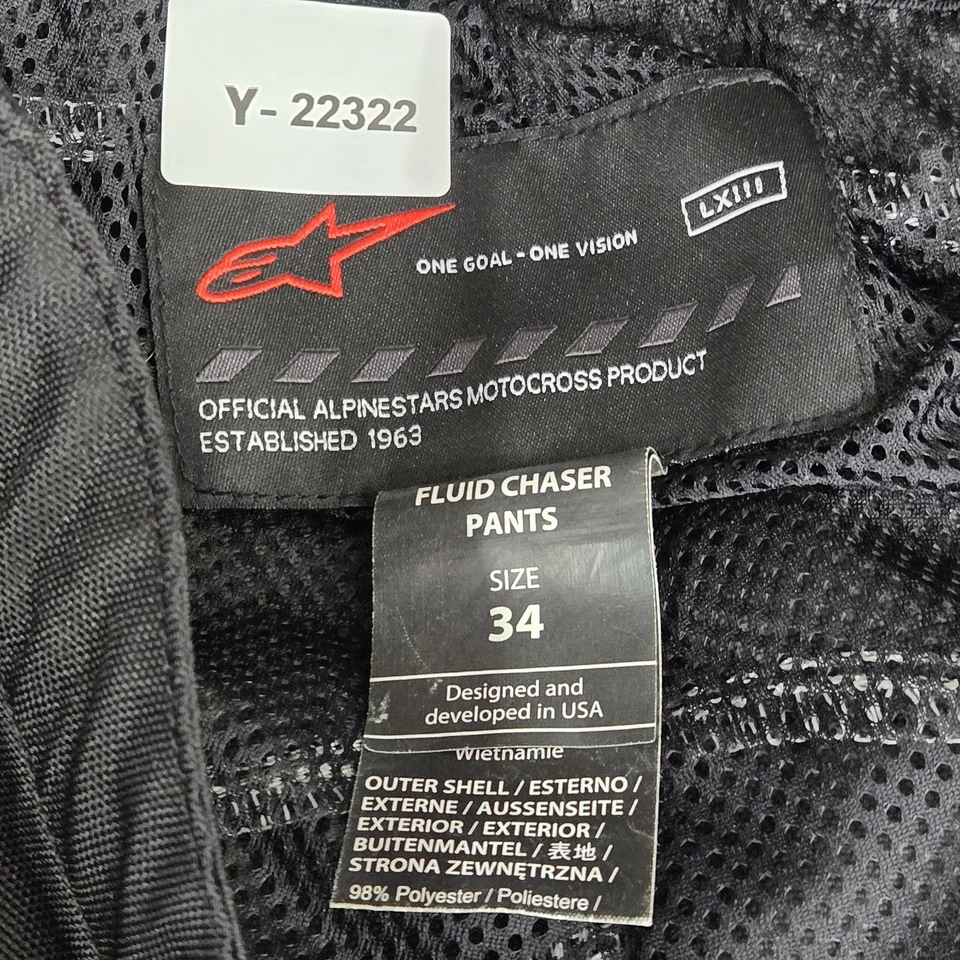 Y- 22322
LXIII
ONE GOAL - ONE VISION
OFFICIAL ALPINESTARS MOTOCROSS PRODUCT
ESTABLISHED 1963
FLUID CHASER
PANTS
SIZE
34
Designed and
developed in USA
Wietnamie
OUTER SHELL / ESTERNO /
EXTERNE / AUSSENSEITE /
EXTERIOR / EXTERIOR /
BUITENMANTEL / 表地 /
STRONA ZEWNĘTRZNA /
98% Polyester / Poliestere /